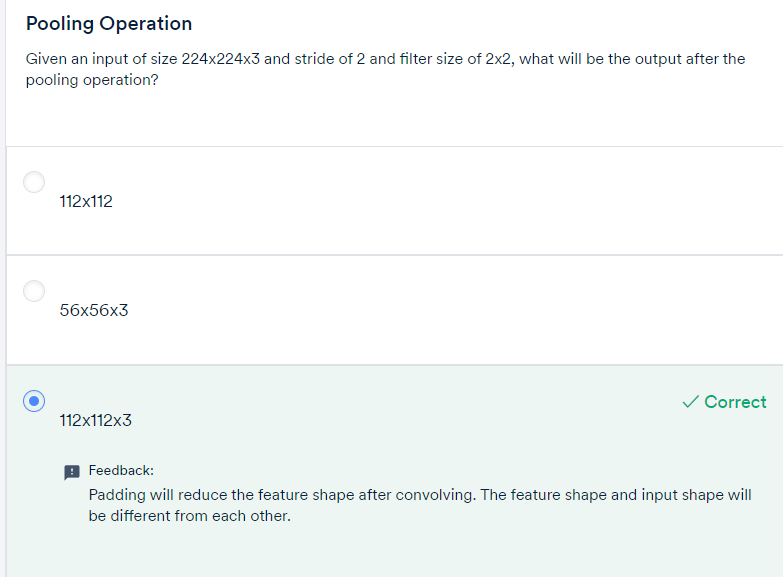 Pooling Operation
Given an input of size 224x224x3 and stride of 2 and filter size of 2x2, what will be the output after the
pooling operation?
112x112
56x56x3
Correct
112x112x3
Feedback:
Padding will reduce the feature shape after convolving. The feature shape and input shape will
be different from each other.